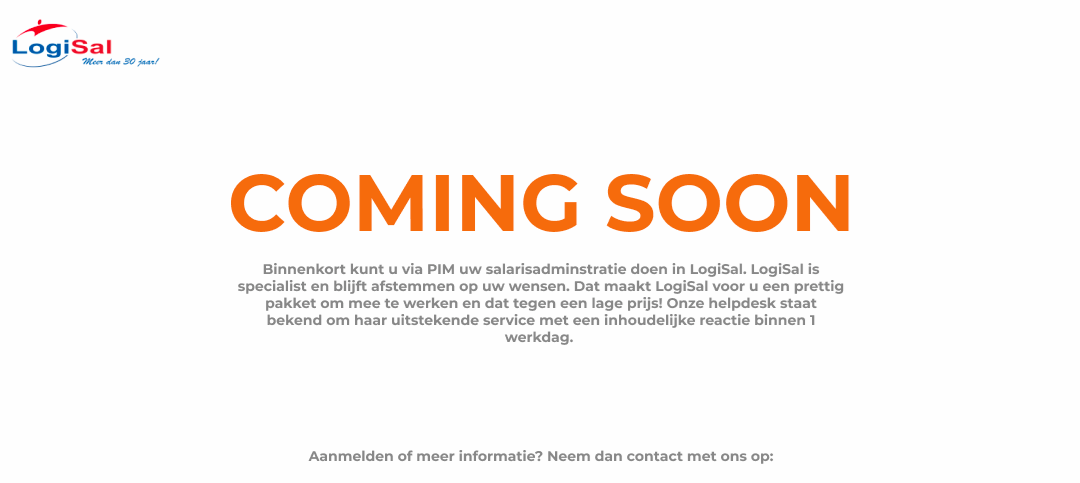 LogiSal
Meer dan 30 jaar!
COMING SOON
Binnenkort kunt u via PIM uw salarisadminstratie doen in LogiSal. LogiSal is
specialist en blijft afstemmen op uw wensen. Dat maakt LogiSal voor u een prettig
pakket om mee te werken en dat tegen een lage prijs! Onze helpdesk staat
bekend om haar uitstekende service met een inhoudelijke reactie binnen 1
werkdag.
Aanmelden of meer informatie? Neem dan contact met ons op: